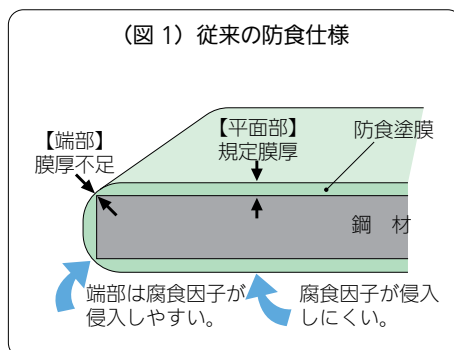 （図 1）従来の防食仕様
【端部】
膜厚不足
【平面部】
規定膜厚
防食塗膜
鋼　材
端部は腐食因子が
侵入しやすい。
腐食因子が侵入
しにくい。